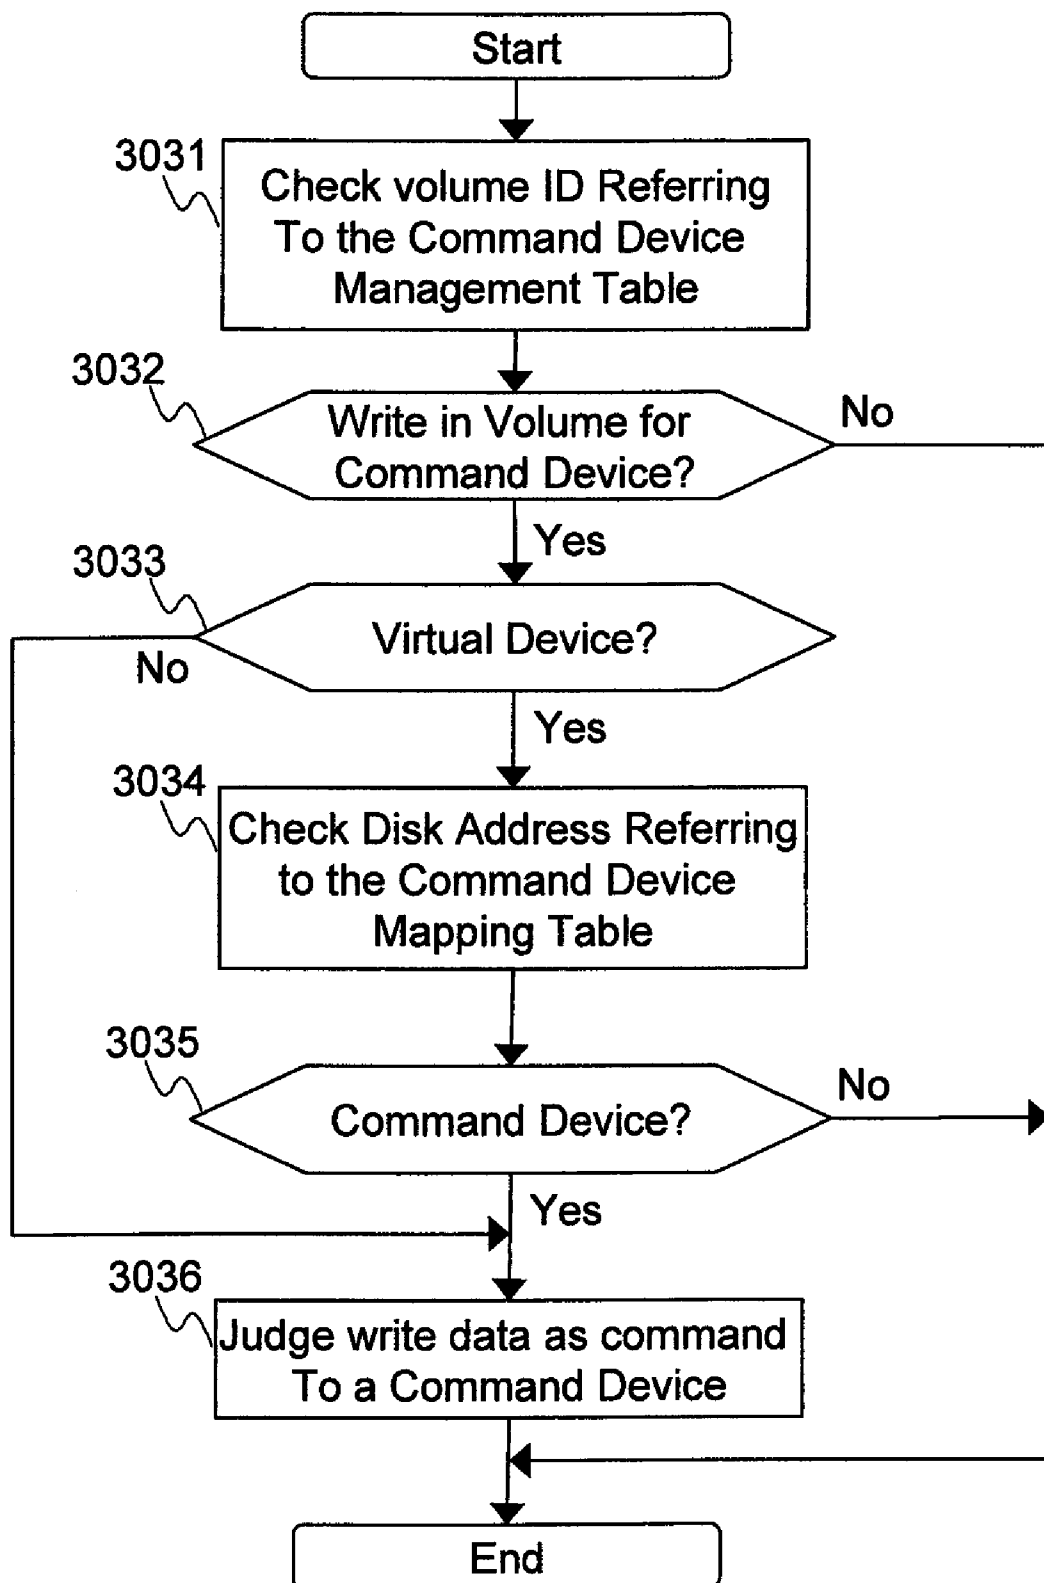 Start
3031
Check volume ID Referring
To the Command Device
Management Table
3032
Write in Volume for
Command Device?
No
Yes
3033
Virtual Device?
No
Yes
3034
Check Disk Address Referring
to the Command Device
Mapping Table
3035
Command Device?
No
Yes
3036
Judge write data as command
To a Command Device
End